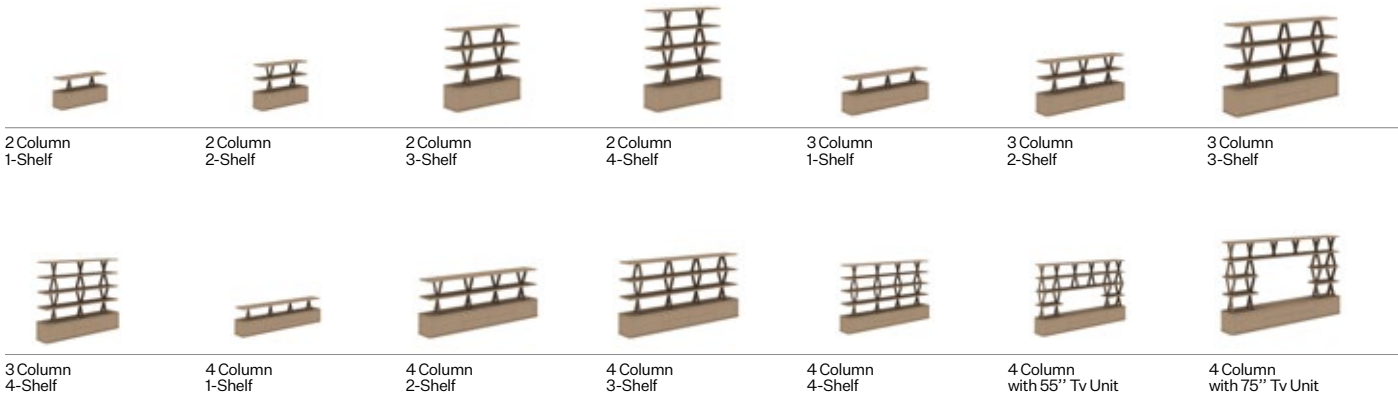 2 Column
1-Shelf
2 Column
2-Shelf
2 Column
3-Shelf
2 Column
4-Shelf
3 Column
1-Shelf
3 Column
2-Shelf
3 Column
3-Shelf
3 Column
4-Shelf
4 Column
1-Shelf
4 Column
2-Shelf
4 Column
3-Shelf
4 Column
4-Shelf
4 Column
with 55’’ Tv Unit
4 Column
with 75’’ Tv Unit